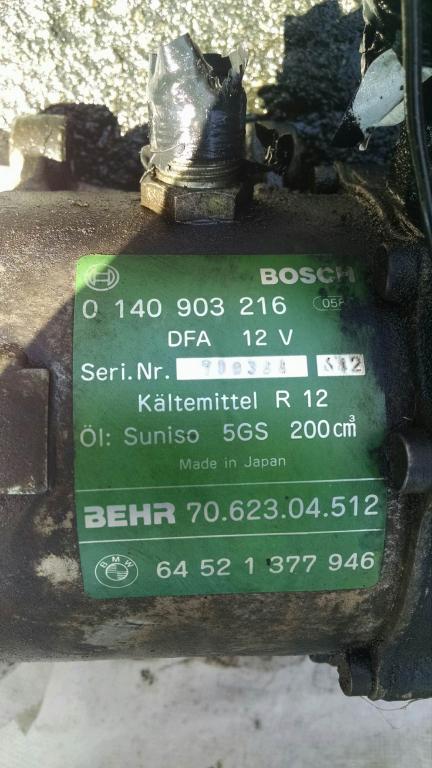 BOSCH
0 140 903 216
DFA 12 V
Seri.Nr.
Kältemittel R 12
Öl: Suniso 5GS 200cm³
Made in Japan
BEHR 70.623.04.512
BMW 64 52 1 377 946